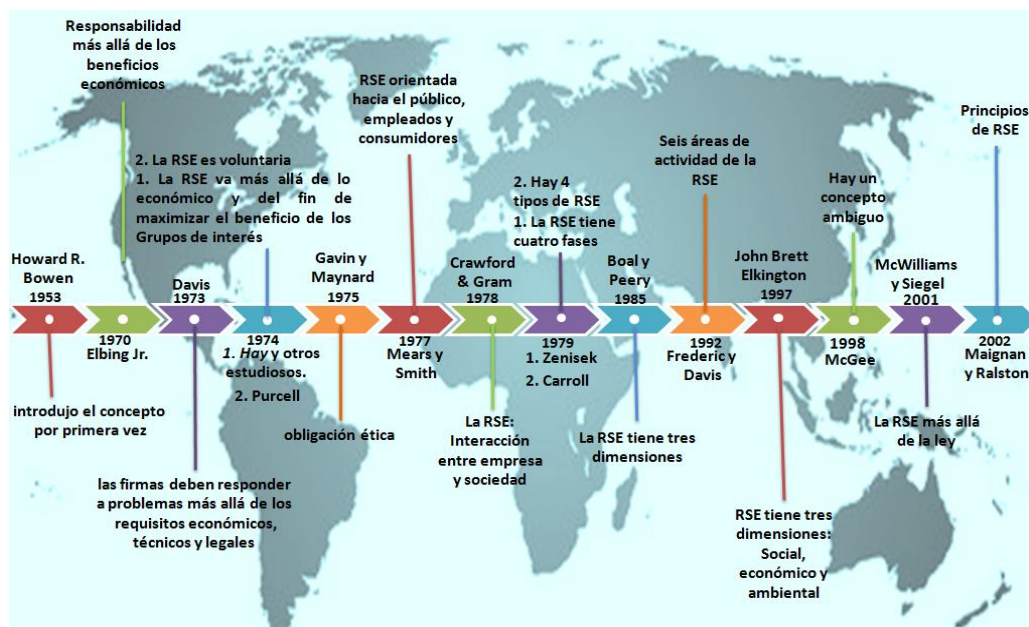 Responsabilidad
más allá de los
beneficios
económicos
2. La RSE es voluntaria
1. La RSE va más allá de lo
económico y del fin de
maximizar el beneficio de los
Grupos de interés
RSE orientada
hacia el público,
empleados y
consumidores
2. Hay 4
tipos de RSE
1. La RSE tiene
cuatro fases
Seis áreas de
actividad de la
RSE
Hay un
concepto
ambiguo
Principios
de RSE
Howard R.
Bowen
1953
Davis
1973
Gavin y
Maynard
1975
Crawford
& Gram
1978
Boal y
Peery
1985
John Brett
Elkington
1997
McWilliams
y Siegel
2001
1970
Elbing Jr.
1974
1. Hay y otros
estudiosos.
2. Purcell
1977
Mears y
Smith
1979
1. Zenisek
2. Carroll
1992
Frederic y
Davis
1998
McGee
2002
Maignan
y Ralston
introdujo el concepto
por primera vez
las firmas deben responder
a problemas más allá de los
requisitos económicos,
técnicos y legales
obligación ética
La RSE:
Interacción
entre empresa
y sociedad
La RSE tiene tres
dimensiones
RSE tiene tres
dimensiones:
Social,
económico y
ambiental
La RSE más allá
de la ley